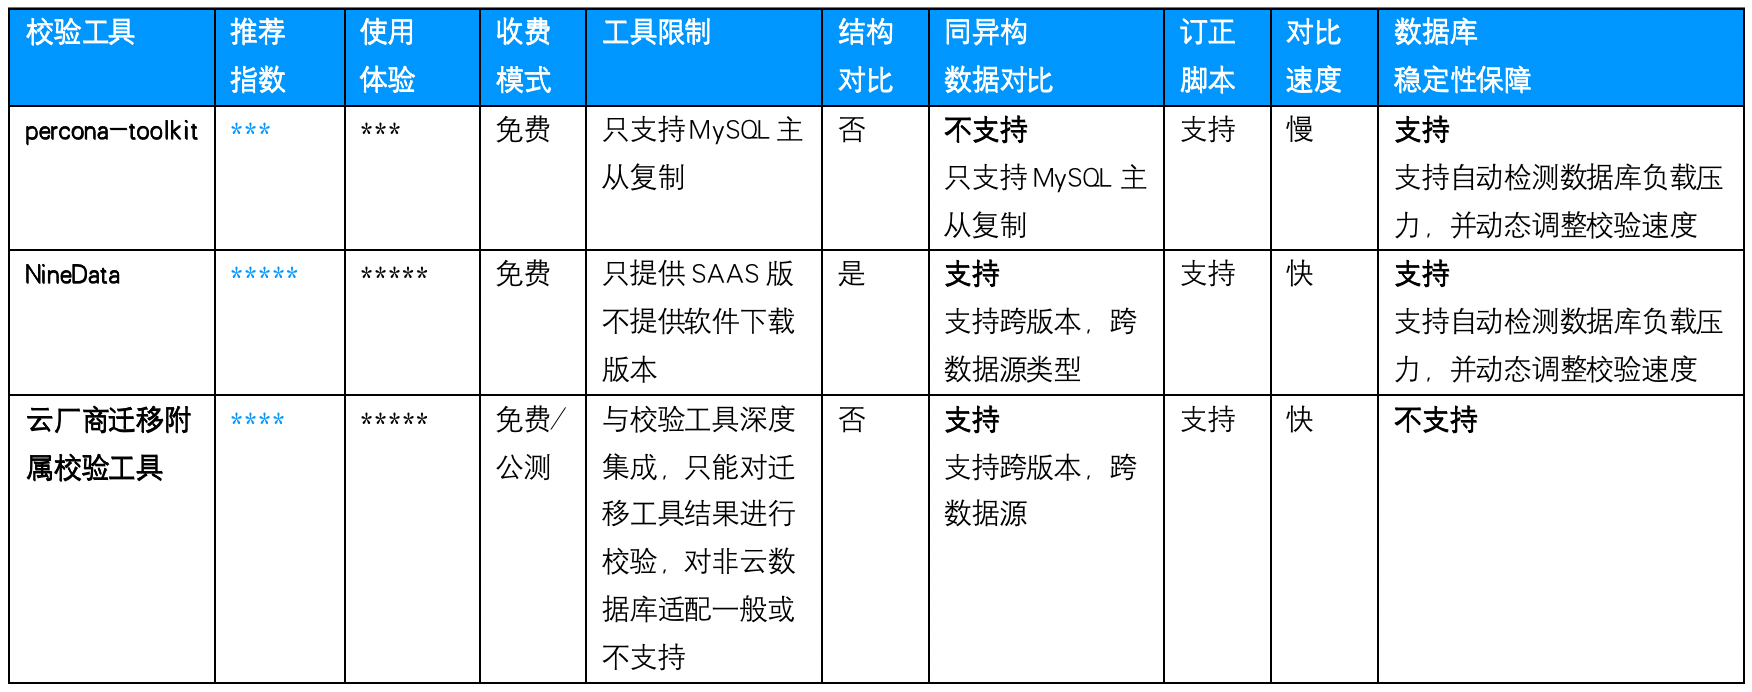 校验工具
推荐
指数
使用
体验
收费
模式
工具限制
结构
对比
同异构
数据对比
订正
脚本
对比
速度
数据库
稳定性保障
percona-toolkit
***
***
免费
只支持MySQL 主
从复制
否
不支持
只支持 MySQL 主
从复制
支持
慢
支持
支持自动检测数据库负载压
力，并动态调整校验速度
NineData
*****
*****
免费
只提供 SAAS 版
不提供软件下载
版本
是
支持
支持跨版本，跨
数据源类型
支持
快
支持
支持自动检测数据库负载压
力，并动态调整校验速度
云厂商迁移附
属校验工具
****
*****
免费/
公测
与校验工具深度
集成，只能对迁
移工具结果进行
校验，对非云数
据库适配一般或
不支持
否
支持
支持跨版本，跨
数据源
支持
快
不支持